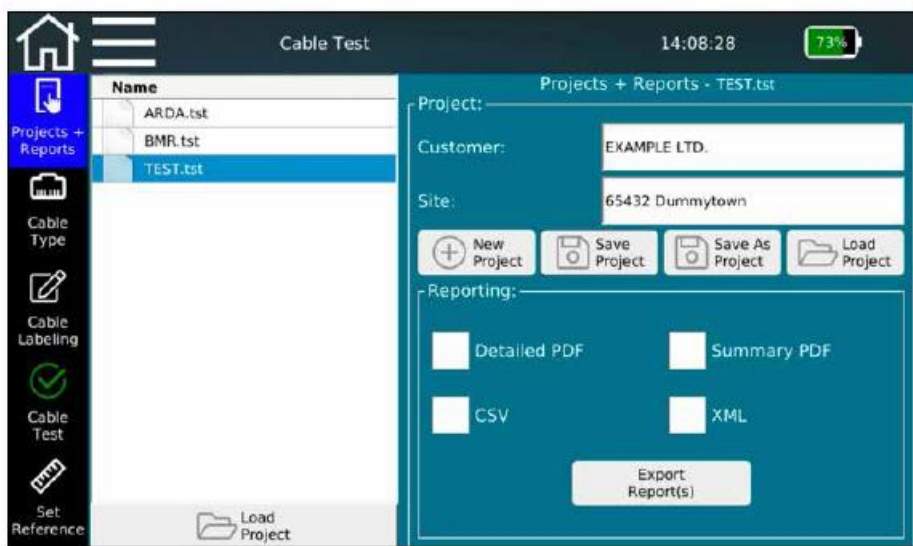 Cable Test
14:08:28
73%
Projects +
Reports
Cable
Type
Cable
Labeling
Cable
Test
Set
Reference
Name
ARDA.tst
BMR.tst
TEST.tst
Load
Project
Projects + Reports - TEST.tst
Project:
Customer:
EXAMPLE LTD.
Site:
65432 Dummytown
New
Project
Save
Project
Save As
Project
Load
Project
Reporting:
Detailed PDF
Summary PDF
CSV
XML
Export
Report(s)